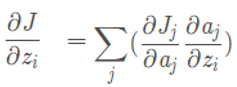 ∂J/∂z_i = ∑_j (∂J_j/∂a_j ∂a_j/∂z_i)